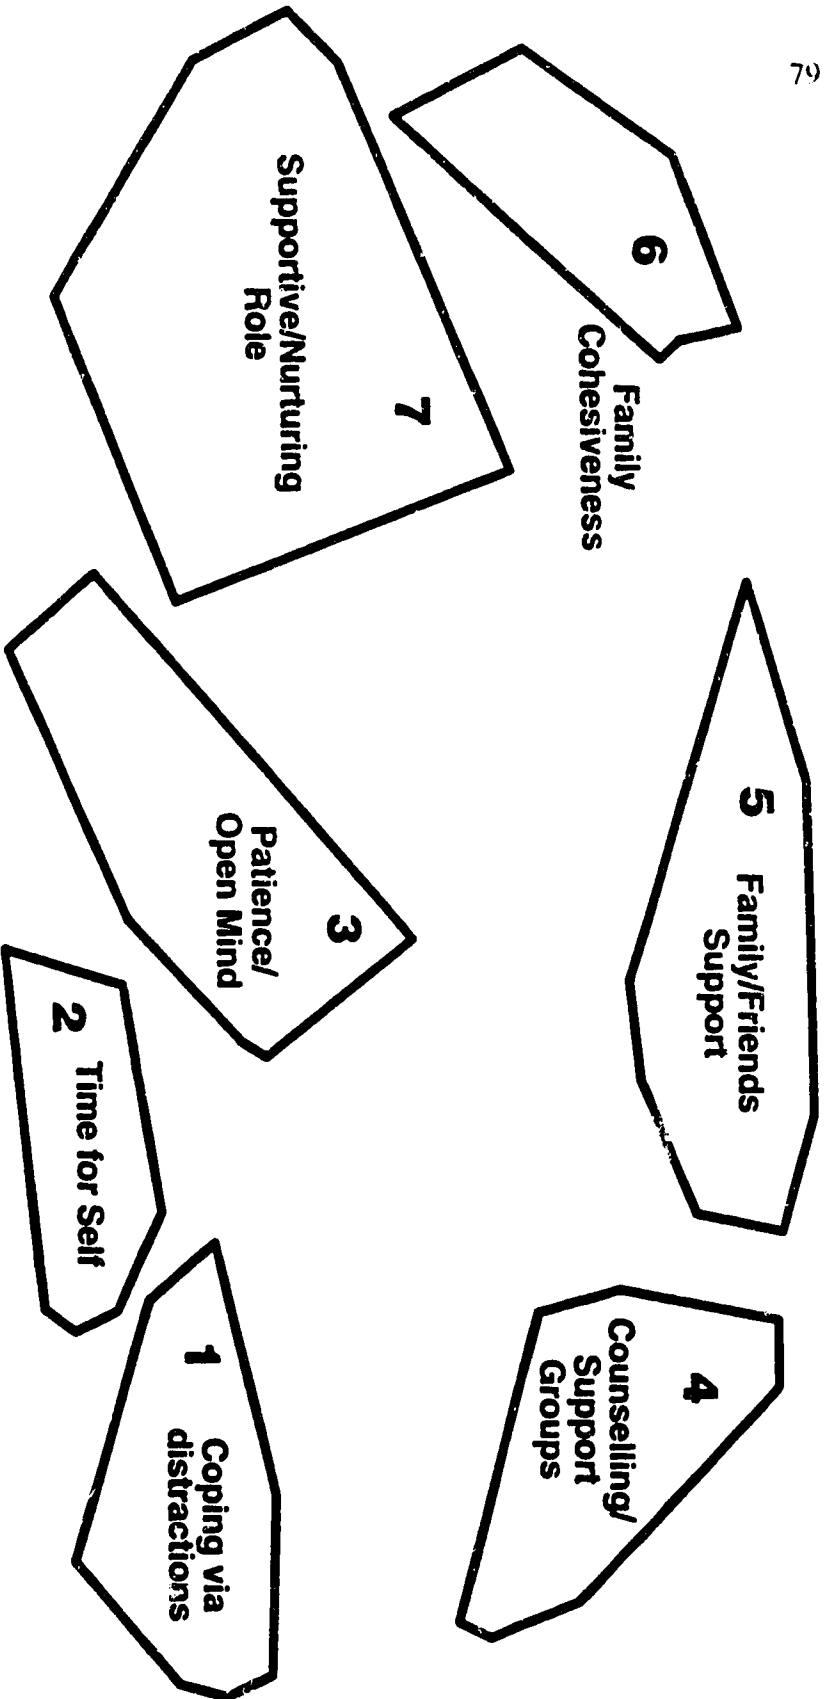 79
6
Family
Cohesiveness
5 Family/Friends
Support
4
Counselling/
Support
Groups
7
Supportive/Nurturing
Role
3
Patience/
Open Mind
2 Time for Self
1
Coping via
distractions